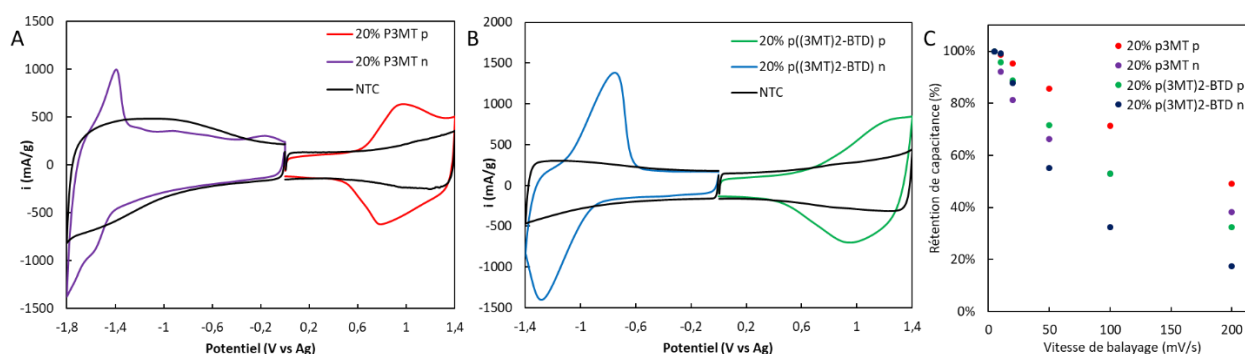 A
i (mA/g)
1500
1000
500
0
-500
-1000
-1500
20% P3MT p
20% P3MT n
NTC
-1,8
-1,4
-1
-0,6
-0,2
0,2
0,6
1
1,4
Potentiel (V vs Ag)
B
i (mA/g)
2000
1500
1000
500
0
-500
-1000
-1500
20% p((3MT)2-BTD) p
20% p((3MT)2-BTD) n
NTC
-1,4
-1
-0,6
-0,2
0,2
0,6
1
1,4
Potentiel (V vs Ag)
C
Rétention de capacitance (%)
100%
80%
60%
40%
20%
0%
20% p3MT p
20% p3MT n
20% p(3MT)2-BTD p
20% p(3MT)2-BTD n
0
50
100
150
200
Vitesse de balayage (mV/s)